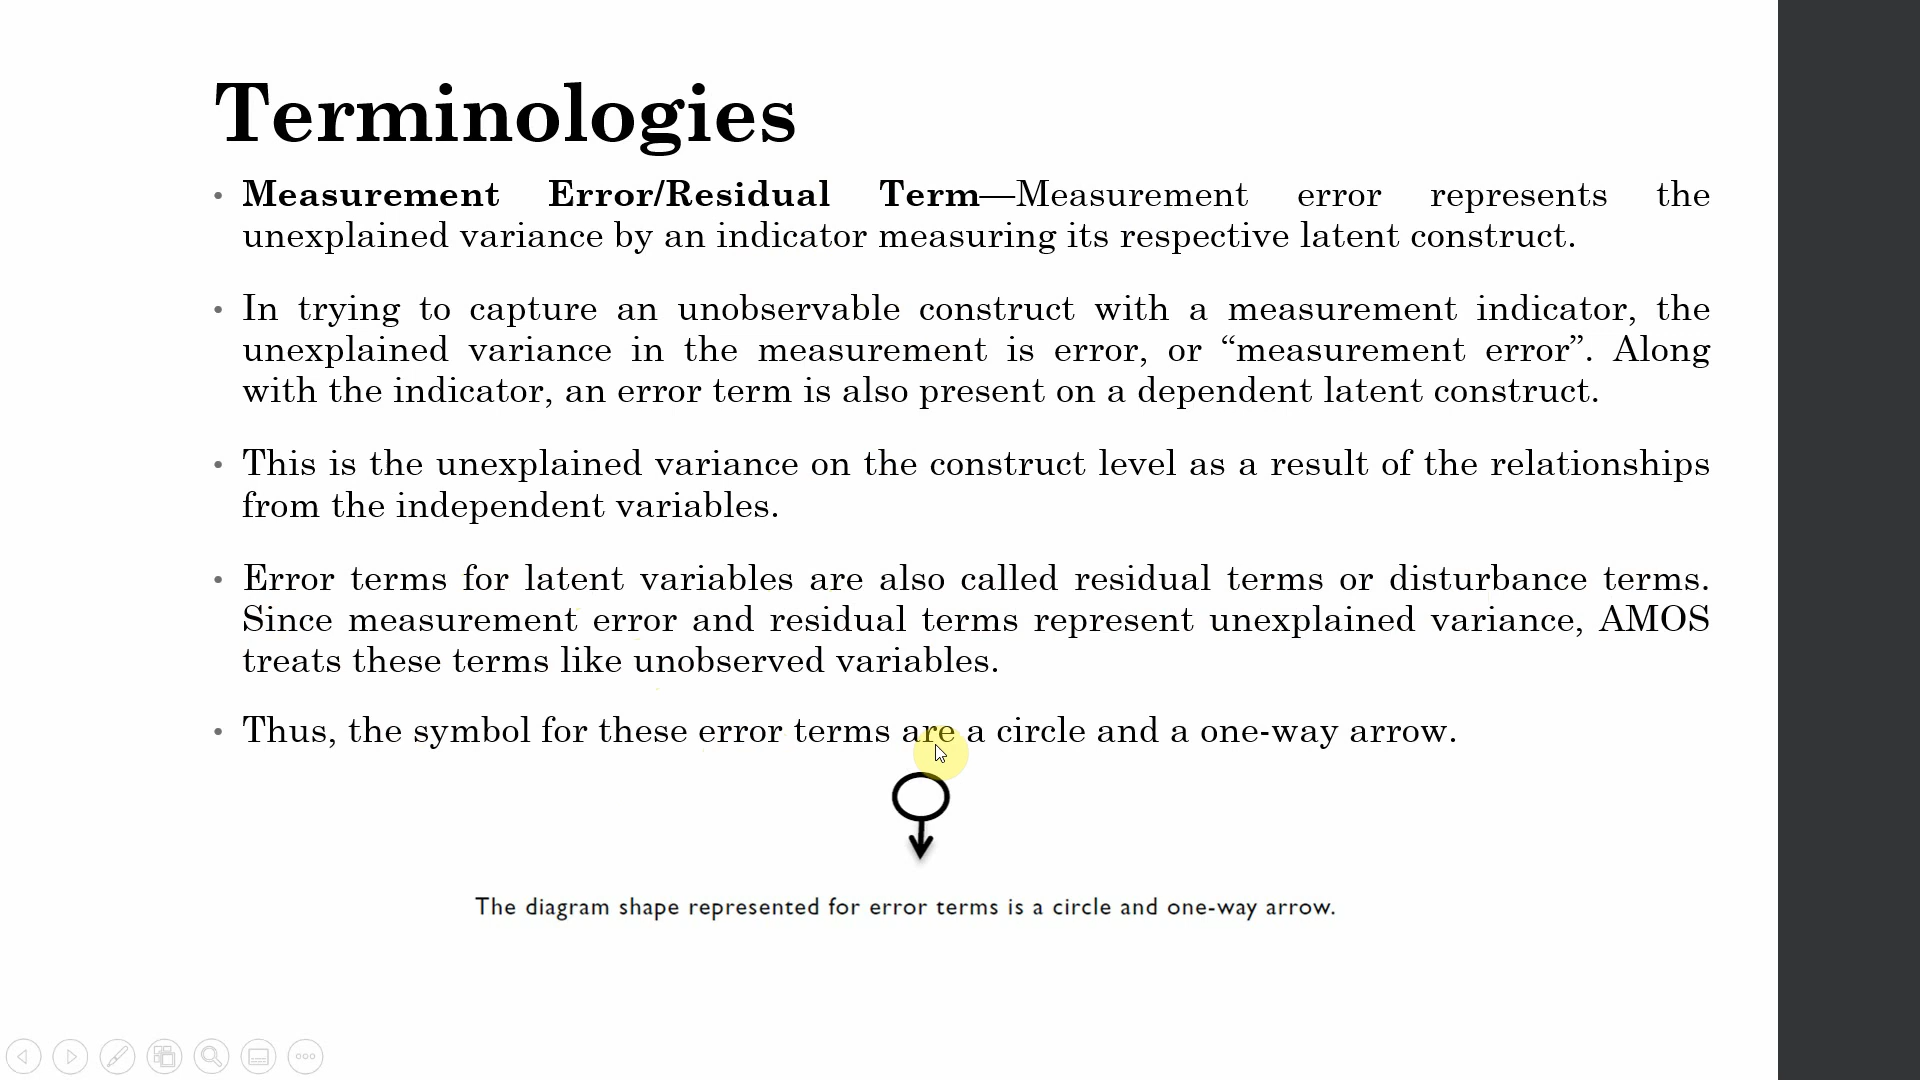 Terminologies
• Measurement Error/Residual Term—Measurement error represents the
unexplained variance by an indicator measuring its respective latent construct.
• In trying to capture an unobservable construct with a measurement indicator, the
unexplained variance in the measurement is error, or “measurement error”. Along
with the indicator, an error term is also present on a dependent latent construct.
• This is the unexplained variance on the construct level as a result of the relationships
from the independent variables.
• Error terms for latent variables are also called residual terms or disturbance terms.
Since measurement error and residual terms represent unexplained variance, AMOS
treats these terms like unobserved variables.
• Thus, the symbol for these error terms are a circle and a one-way arrow.
The diagram shape represented for error terms is a circle and one-way arrow.